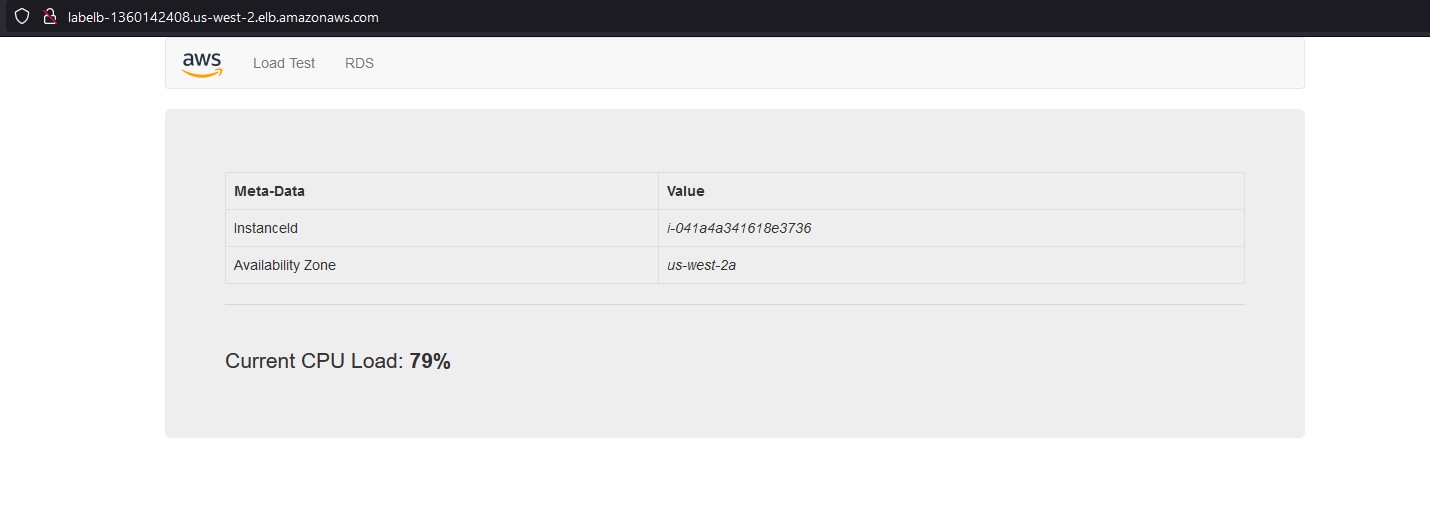 labelb-1360142408.us-west-2.elb.amazonaws.com
aws Load Test RDS
Meta-Data Value
InstanceId i-041a4a341618e3736
Availability Zone us-west-2a
Current CPU Load: 79%